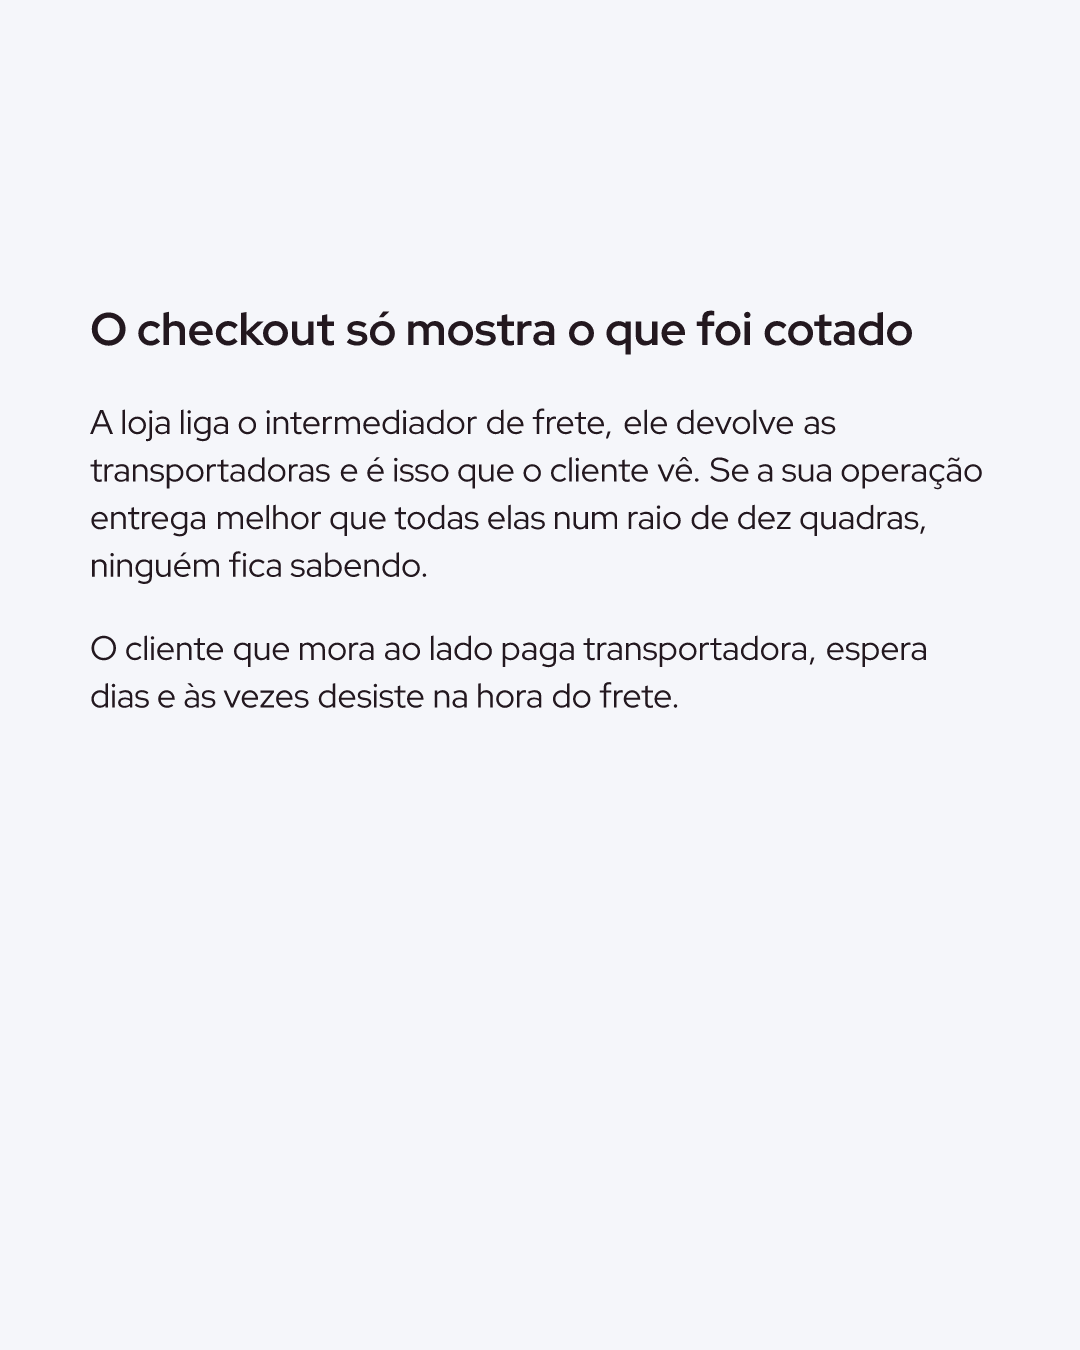 O checkout só mostra o que foi cotado
A loja liga o intermediador de frete, ele devolve as
transportadoras e é isso que o cliente vê. Se a sua operação
entrega melhor que todas elas num raio de dez quadras,
ninguém fica sabendo.
O cliente que mora ao lado paga transportadora, espera
dias e às vezes desiste na hora do frete.